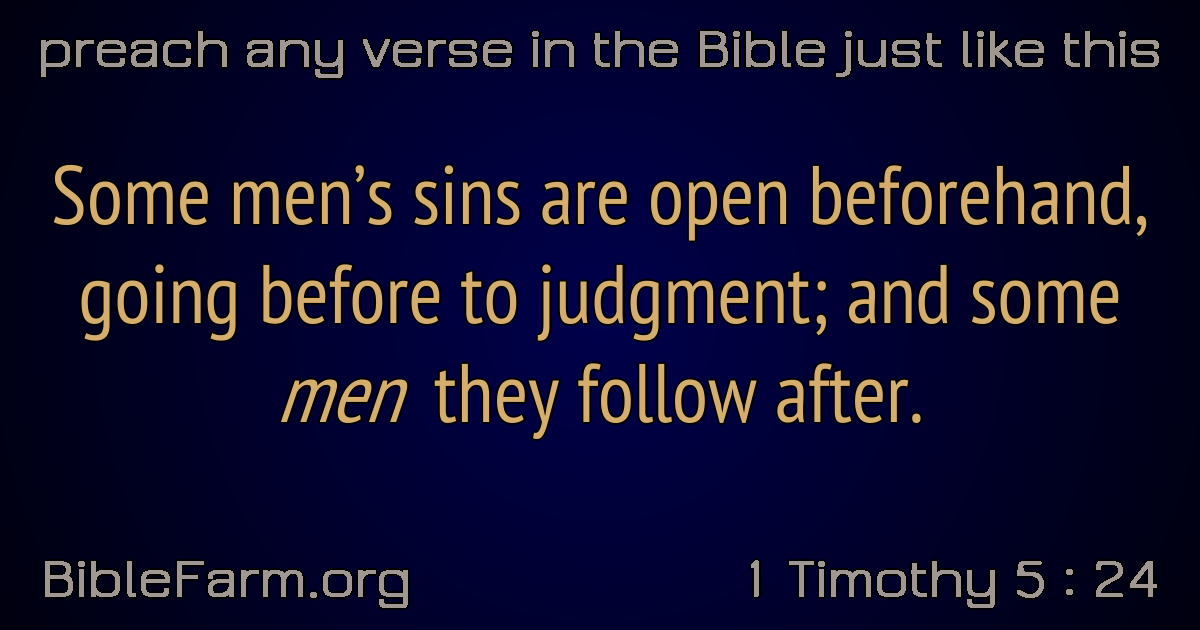 preach any verse in the Bible just like this
Some men’s sins are open beforehand,
going before to judgment; and some
men they follow after.
BibleFarm.org
1 Timothy 5 : 24